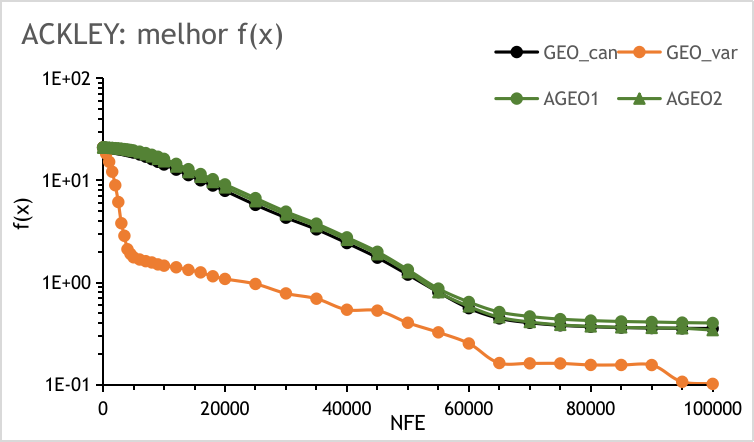 ACKLEY: melhor f(x)
GEO_can GEO_var
AGEO1 AGEO2
1E+02
1E+01
f(x)
1E+00
1E-01
0 20000 40000 60000 80000 100000
NFE